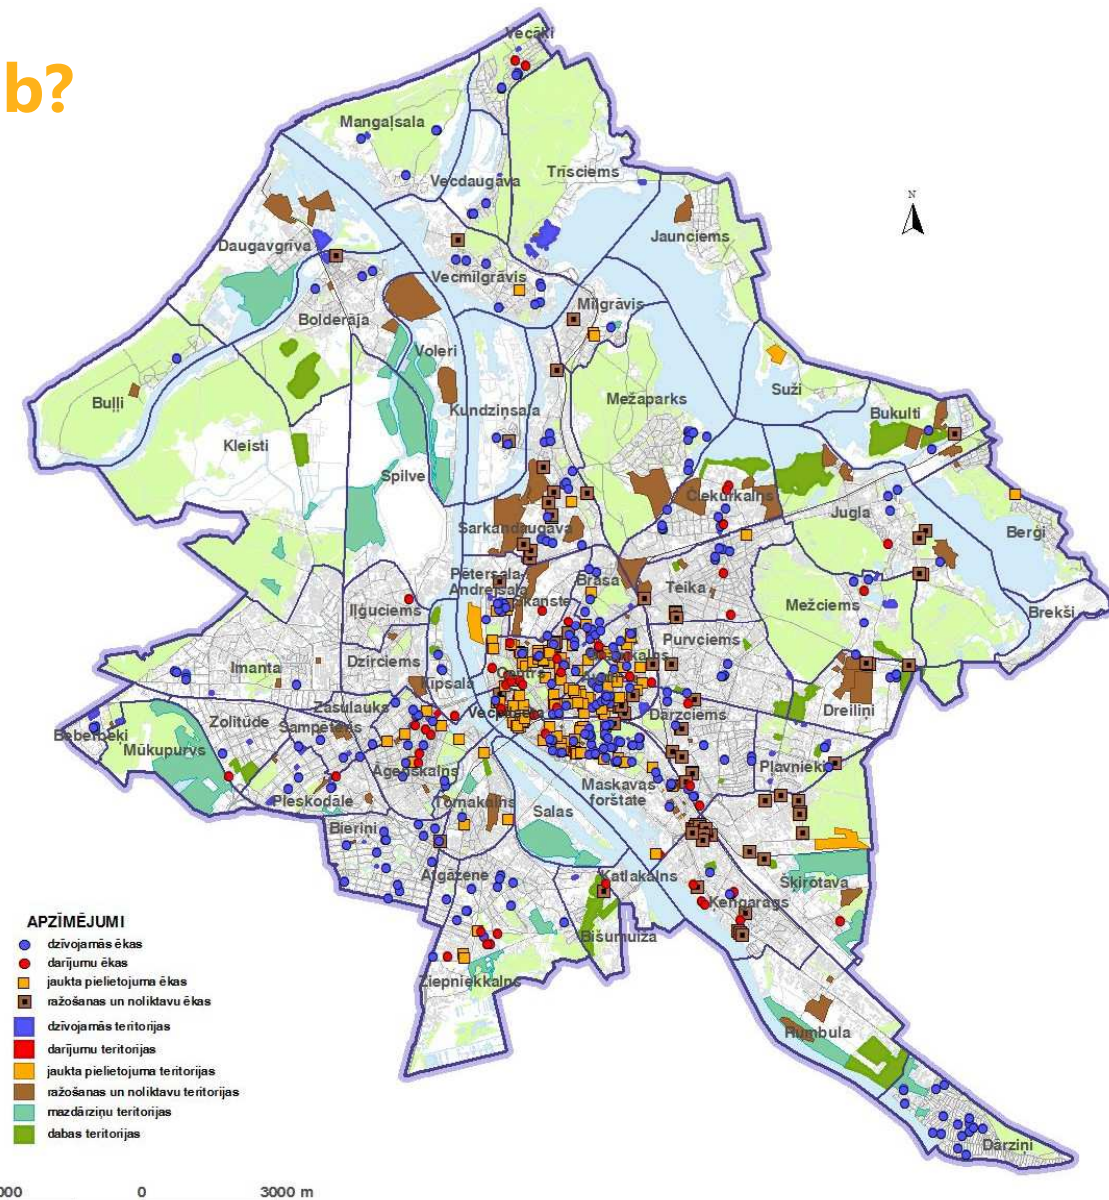 b?
Vecāķi
Mangaļsala
Trīsciems
Vecdaugava
N
Jaunciems
Daugavgrīva
Vecmīlgrāvis
Mīlgrāvis
Bolderāja
Voleri
Suži
Buļļi
Mežaparks
Kundziņsala
Bukulti
Kleisti
Spilve
Čiekurkalns
Jugla
Sarkandaugava
Berģi
Pētersala-
Andrejsala
Brasa
Teika
Iļģuciems
Mežciems
Brekši
Purvciems
Dzirciems
Imanta
Centrs
Ķīpsala
Zasulauks
Dreiliņi
Dārzciems
Zolitūde
Šampēteris
Beberbeķi
Mūkupurvs
Pļavnieki
Āgenskalns
Maskavas
forštate
Pleskodāle
Torņakalns
Salas
Bieriņi
Atgāzene
Katlakalns
Šķirotava
Ķengarags
Bišumuiža
Ziepniekkalns
Rumbula
Dārziņi
APZĪMĒJUMI
dzīvojamās ēkas
darījumu ēkas
jaukta pielietojuma ēkas
ražošanas un noliktavu ēkas
dzīvojamās teritorijas
darījumu teritorijas
jaukta pielietojuma teritorijas
ražošanas un noliktavu teritorijas
mazdārziņu teritorijas
dabas teritorijas
000 0 3000 m